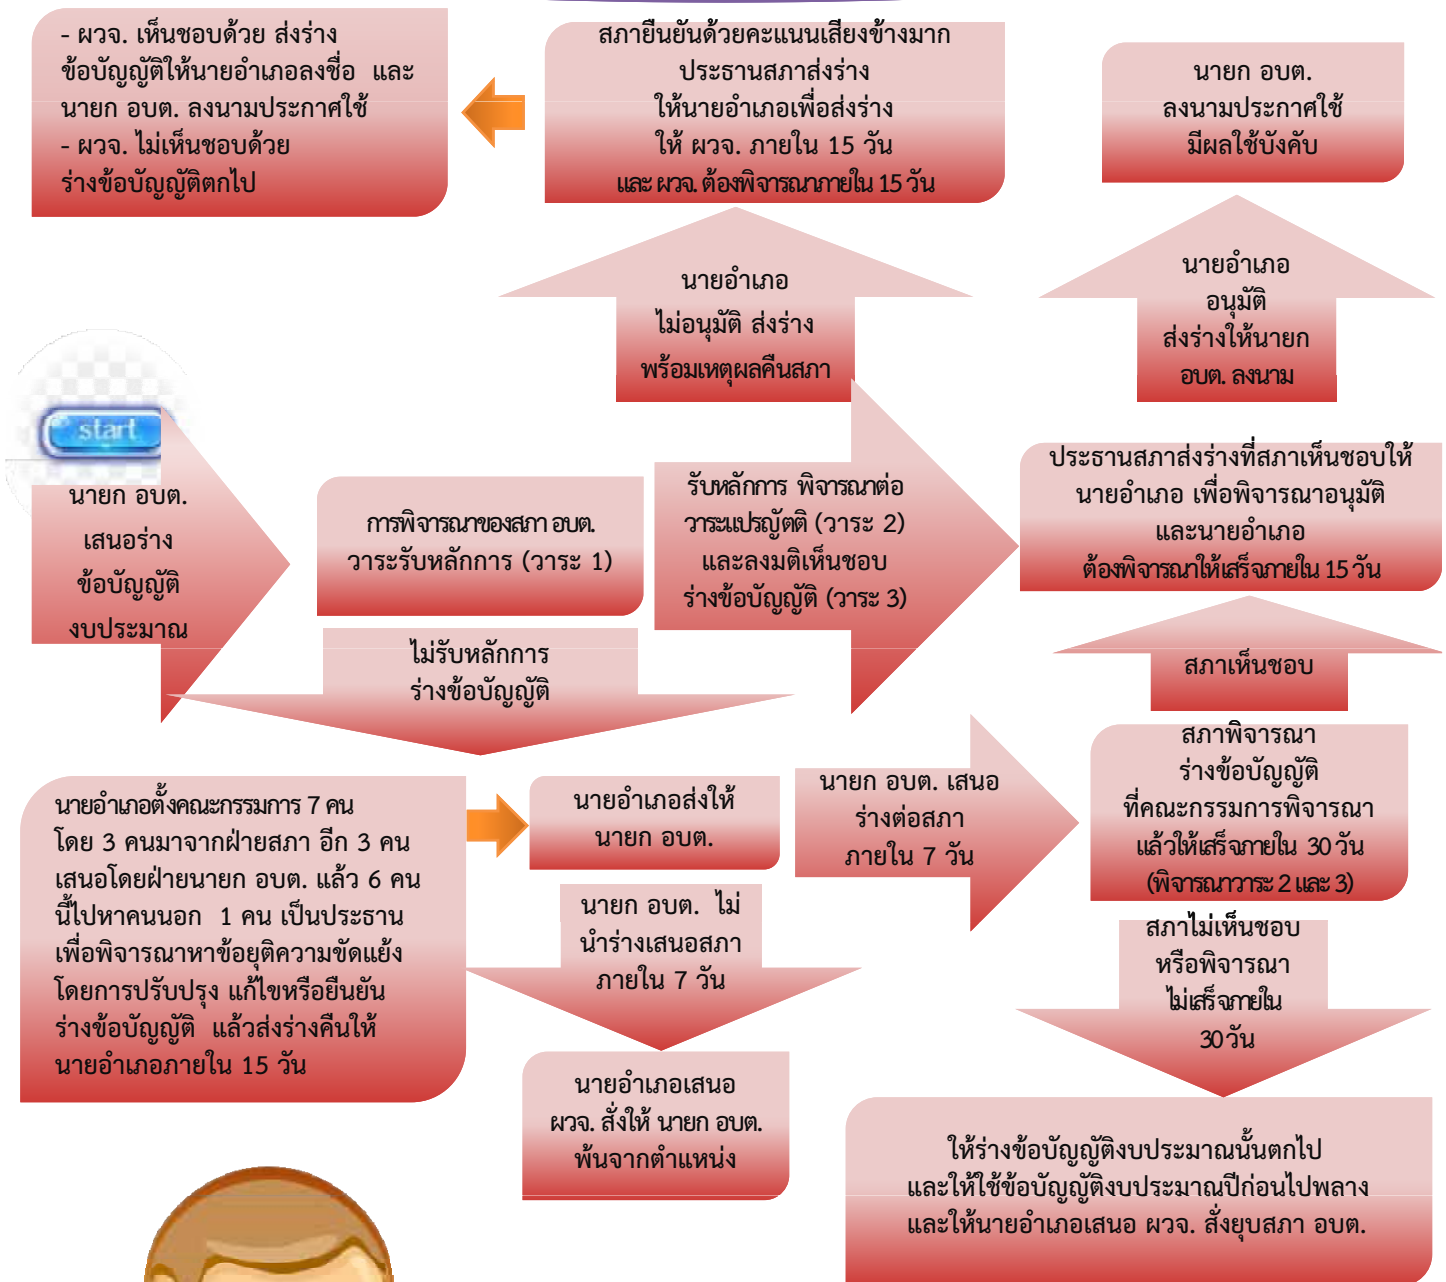 - ผวจ. เห็นชอบด้วย ส่งร่าง
ข้อบัญญัติให้นายอำเภอลงชื่อ และ
นายก อบต. ลงนามประกาศใช้
- ผวจ. ไม่เห็นชอบด้วย
ร่างข้อบัญญัติตกไป
สภายืนยันด้วยคะแนนเสียงข้างมาก
ประธานสภาส่งร่าง
ให้นายอำเภอเพื่อส่งร่าง
ให้ ผวจ. ภายใน 15 วัน
และ ผวจ. ต้องพิจารณาภายใน 15 วัน
นายก อบต.
ลงนามประกาศใช้
มีผลใช้บังคับ
นายอำเภอ
ไม่อนุมัติ ส่งร่าง
พร้อมเหตุผลคืนสภา
นายอำเภอ
อนุมัติ
ส่งร่างให้นายก
อบต. ลงนาม
start
นายก อบต.
เสนอร่าง
ข้อบัญญัติ
งบประมาณ
การพิจารณาของสภา อบต.
วาระรับหลักการ (วาระ 1)
รับหลักการ พิจารณาต่อ
วาระแปรญัตติ (วาระ 2)
และลงมติเห็นชอบ
ร่างข้อบัญญัติ (วาระ 3)
ประธานสภาส่งร่างที่สภาเห็นชอบให้
นายอำเภอ เพื่อพิจารณาอนุมัติ
และนายอำเภอ
ต้องพิจารณาให้เสร็จภายใน 15 วัน
ไม่รับหลักการ
ร่างข้อบัญญัติ
สภาเห็นชอบ
นายอำเภอตั้งคณะกรรมการ 7 คน
โดย 3 คนมาจากฝ่ายสภา อีก 3 คน
เสนอโดยฝ่ายนายก อบต. แล้ว 6 คน
นี้ไปหาคนนอก 1 คน เป็นประธาน
เพื่อพิจารณาหาข้อยุติความขัดแย้ง
โดยการปรับปรุง แก้ไขหรือยืนยัน
ร่างข้อบัญญัติ แล้วส่งร่างคืนให้
นายอำเภอภายใน 15 วัน
นายอำเภอส่งให้
นายก อบต.
นายก อบต. เสนอ
ร่างต่อสภา
ภายใน 7 วัน
สภาพิจารณา
ร่างข้อบัญญัติ
ที่คณะกรรมการพิจารณา
แล้วให้เสร็จภายใน 30 วัน
(พิจารณาวาระ 2 และ 3)
นายก อบต. ไม่
นำร่างเสนอสภา
ภายใน 7 วัน
สภาไม่เห็นชอบ
หรือพิจารณา
ไม่เสร็จภายใน
30 วัน
นายอำเภอเสนอ
ผวจ. สั่งให้ นายก อบต.
พ้นจากตำแหน่ง
ให้ร่างข้อบัญญัติงบประมาณนั้นตกไป
และให้ใช้ข้อบัญญัติงบประมาณปีก่อนไปพลาง
และให้นายอำเภอเสนอ ผวจ. สั่งยุบสภา อบต.